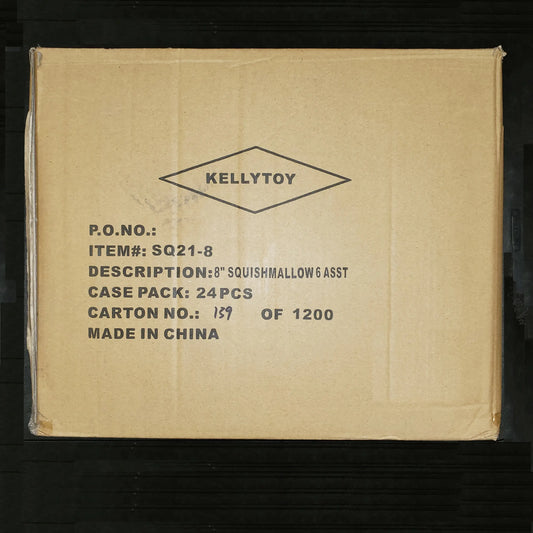 KELLYTOY
P.O.NO.:
ITEM#: SQ21-8
DESCRIPTION:8" SQUISHMALLOW 6 ASST
CASE PACK: 24PCS
CARTON NO.: 159 OF 1200
MADE IN CHINA